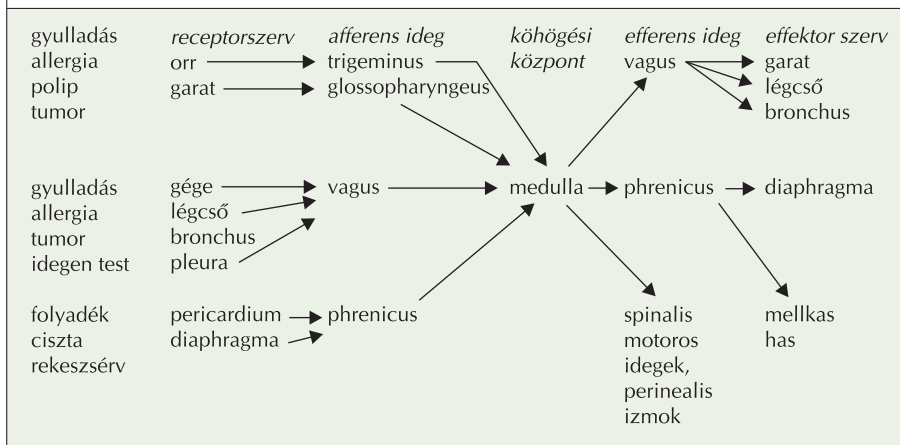 gyulladás receptorszerv afferens ideg köhögési efferens ideg effektor szerv
allergia orr trigeminus központ vagus garat
polip garat glossopharyngeus légcső
tumor bronchus
gyulladás gége vagus medulla phrenicus diaphragma
allergia légcső
tumor bronchus
idegen test pleura
folyadék pericardium phrenicus spinalis mellkas
ciszta diaphragma motoros has
rekeszsérv idegek,
perinealis
izmok